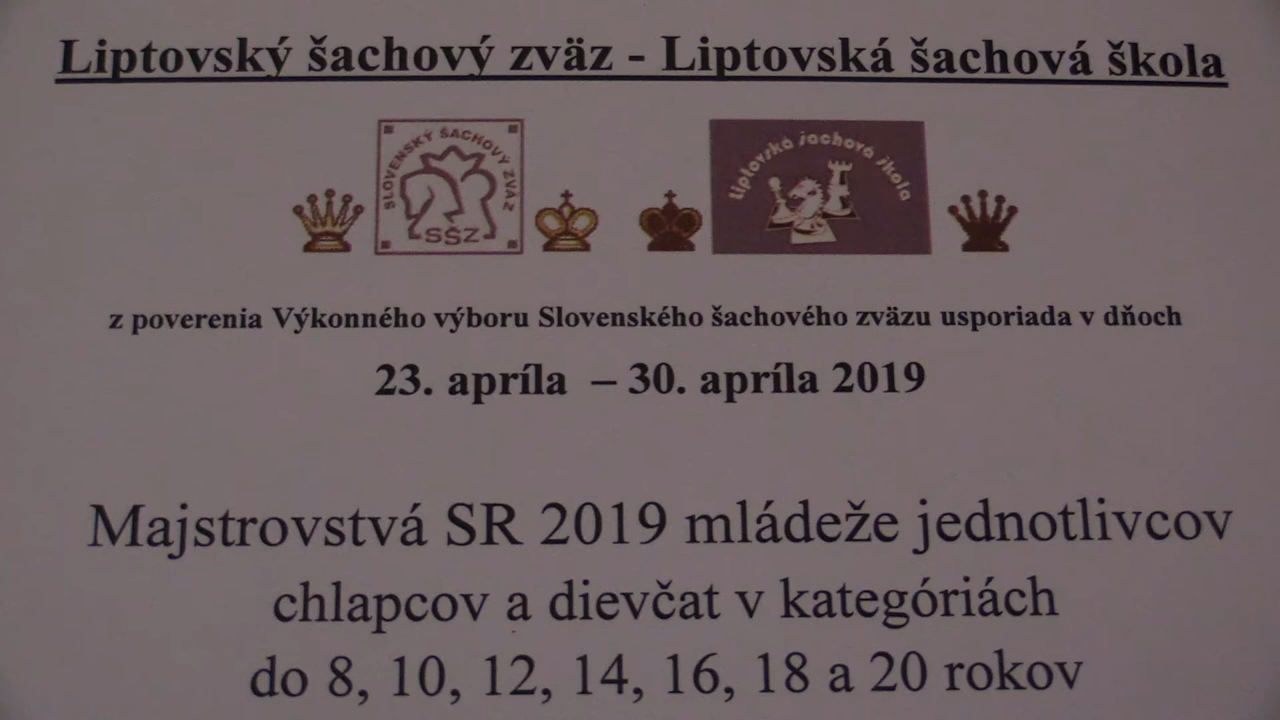 Liptovský šachový zväz - Liptovská šachová škola
SLOVENSKÝ ŠACHOVÝ ZVÄZ
SŠZ
Liptovská šachová škola
z poverenia Výkonného výboru Slovenského šachového zväzu usporiada v dňoch
23. apríla – 30. apríla 2019
Majstrovstvá SR 2019 mládeže jednotlivcov
chlapcov a dievčat v kategóriách
do 8, 10, 12, 14, 16, 18 a 20 rokov